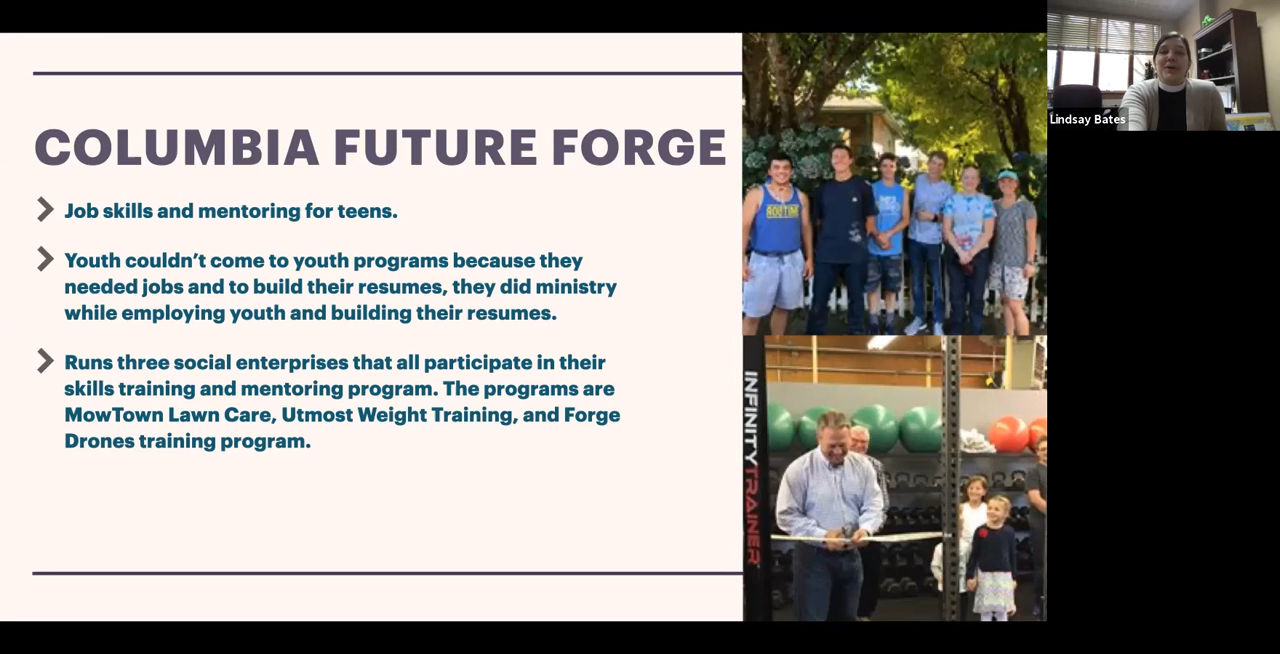 COLUMBIA FUTURE FORGE
Job skills and mentoring for teens.
Youth couldn't come to youth programs because they
needed jobs and to build their resumes, they did ministry
while employing youth and building their resumes.
Runs three social enterprises that all participate in their
skills training and mentoring program. The programs are
MowTown Lawn Care, Utmost Weight Training, and Forge
Drones training program.
INFINITYTRAINER
Lindsay Bates